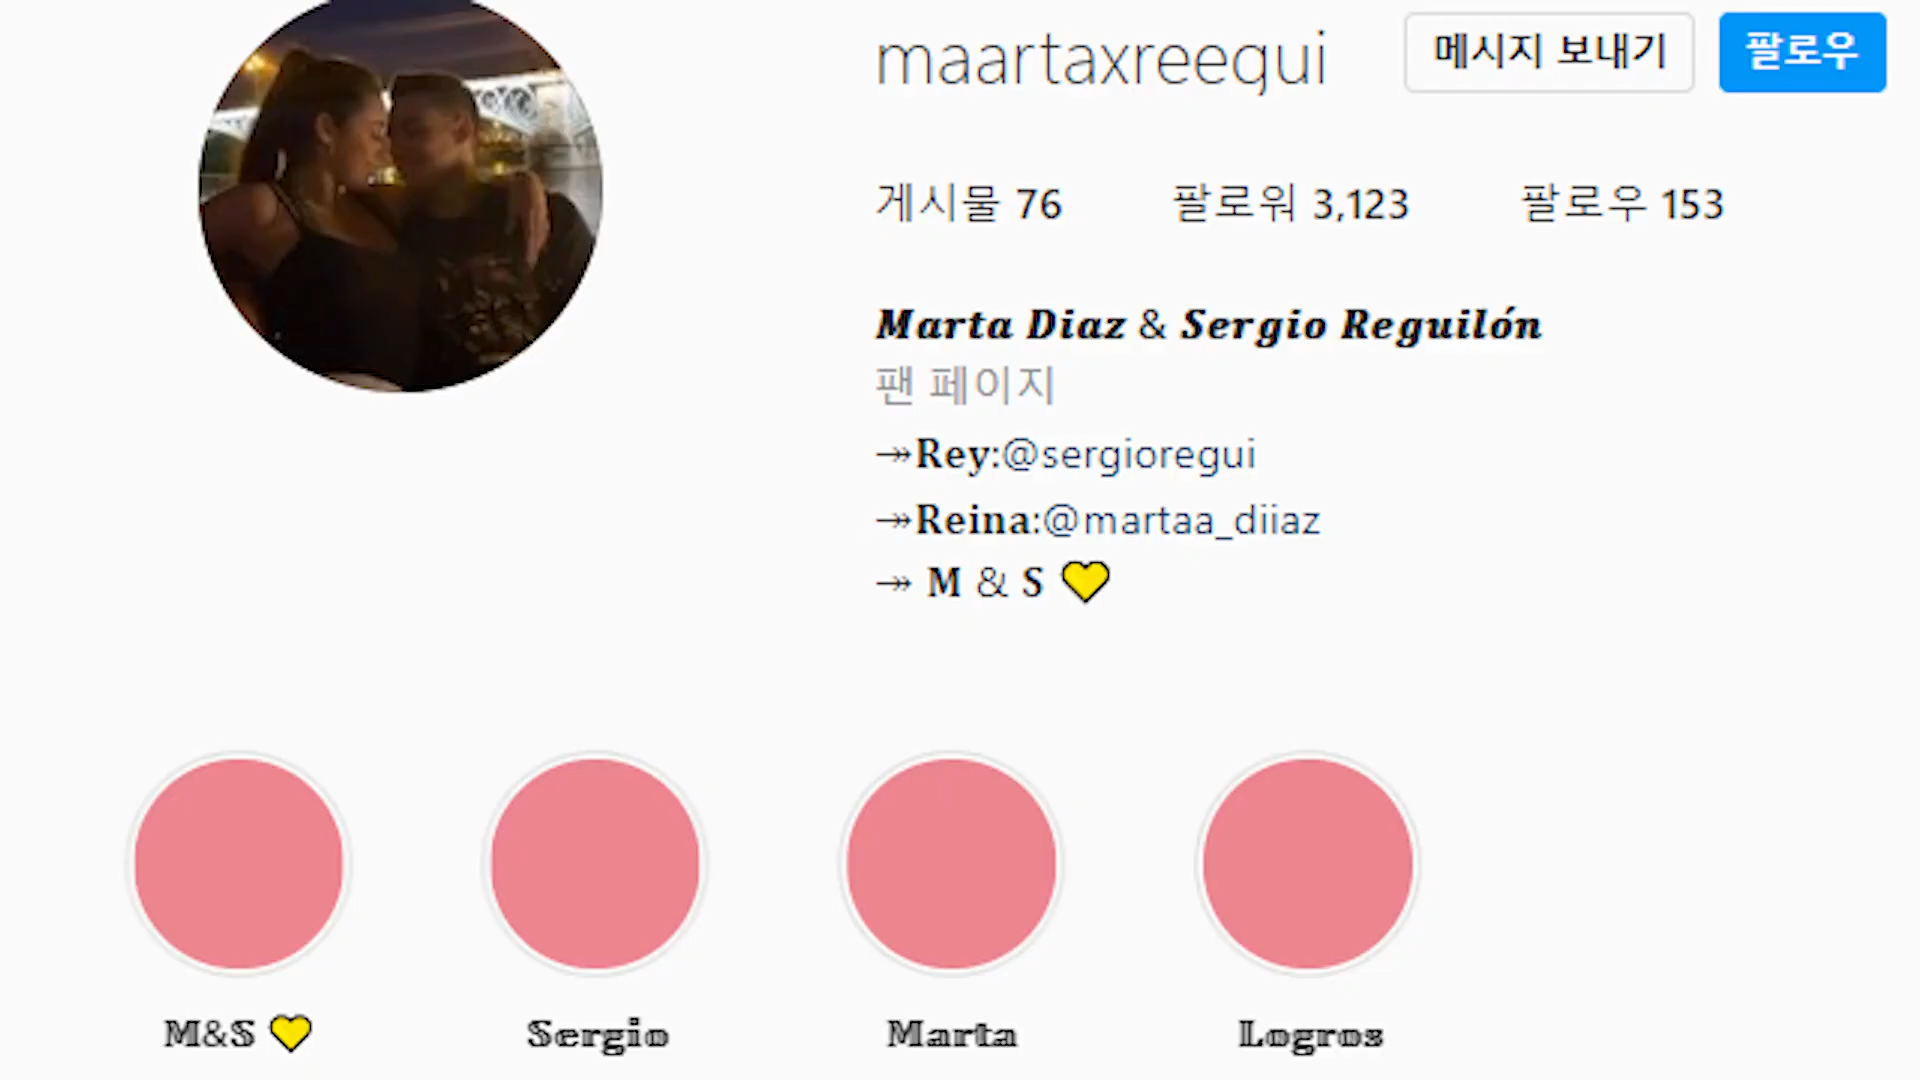 maartaxreegui 메시지 보내기 팔로우
게시물 76 팔로워 3,123 팔로우 153
Marta Diaz & Sergio Reguilón
팬 페이지
↠Rey:@sergioregui
↠Reina:@martaa_diiaz
↠ M & S 💛
M&S 💛 Sergio Marta Logros